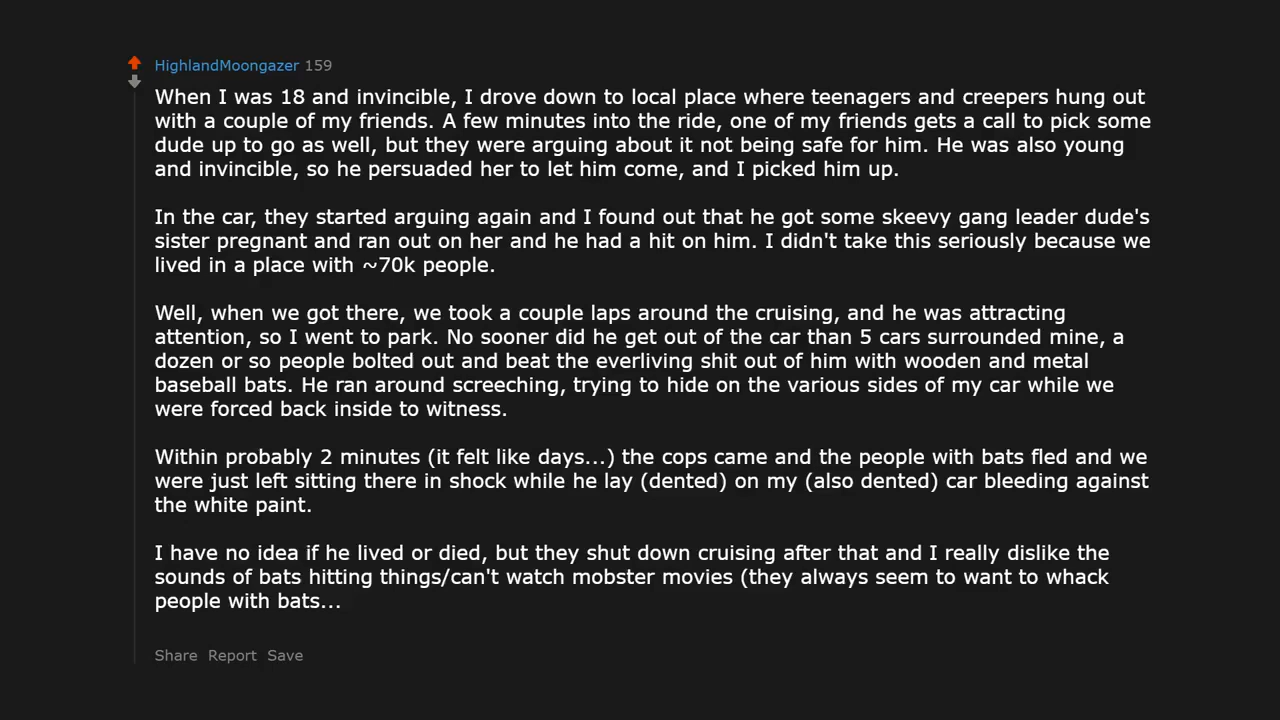 HighlandMoongazer 159
When I was 18 and invincible, I drove down to local place where teenagers and creepers hung out
with a couple of my friends. A few minutes into the ride, one of my friends gets a call to pick some
dude up to go as well, but they were arguing about it not being safe for him. He was also young
and invincible, so he persuaded her to let him come, and I picked him up.
In the car, they started arguing again and I found out that he got some skeevy gang leader dude's
sister pregnant and ran out on her and he had a hit on him. I didn't take this seriously because we
lived in a place with ~70k people.
Well, when we got there, we took a couple laps around the cruising, and he was attracting
attention, so I went to park. No sooner did he get out of the car than 5 cars surrounded mine, a
dozen or so people bolted out and beat the everliving shit out of him with wooden and metal
baseball bats. He ran around screeching, trying to hide on the various sides of my car while we
were forced back inside to witness.
Within probably 2 minutes (it felt like days...) the cops came and the people with bats fled and we
were just left sitting there in shock while he lay (dented) on my (also dented) car bleeding against
the white paint.
I have no idea if he lived or died, but they shut down cruising after that and I really dislike the
sounds of bats hitting things/can't watch mobster movies (they always seem to want to whack
people with bats...
Share Report Save